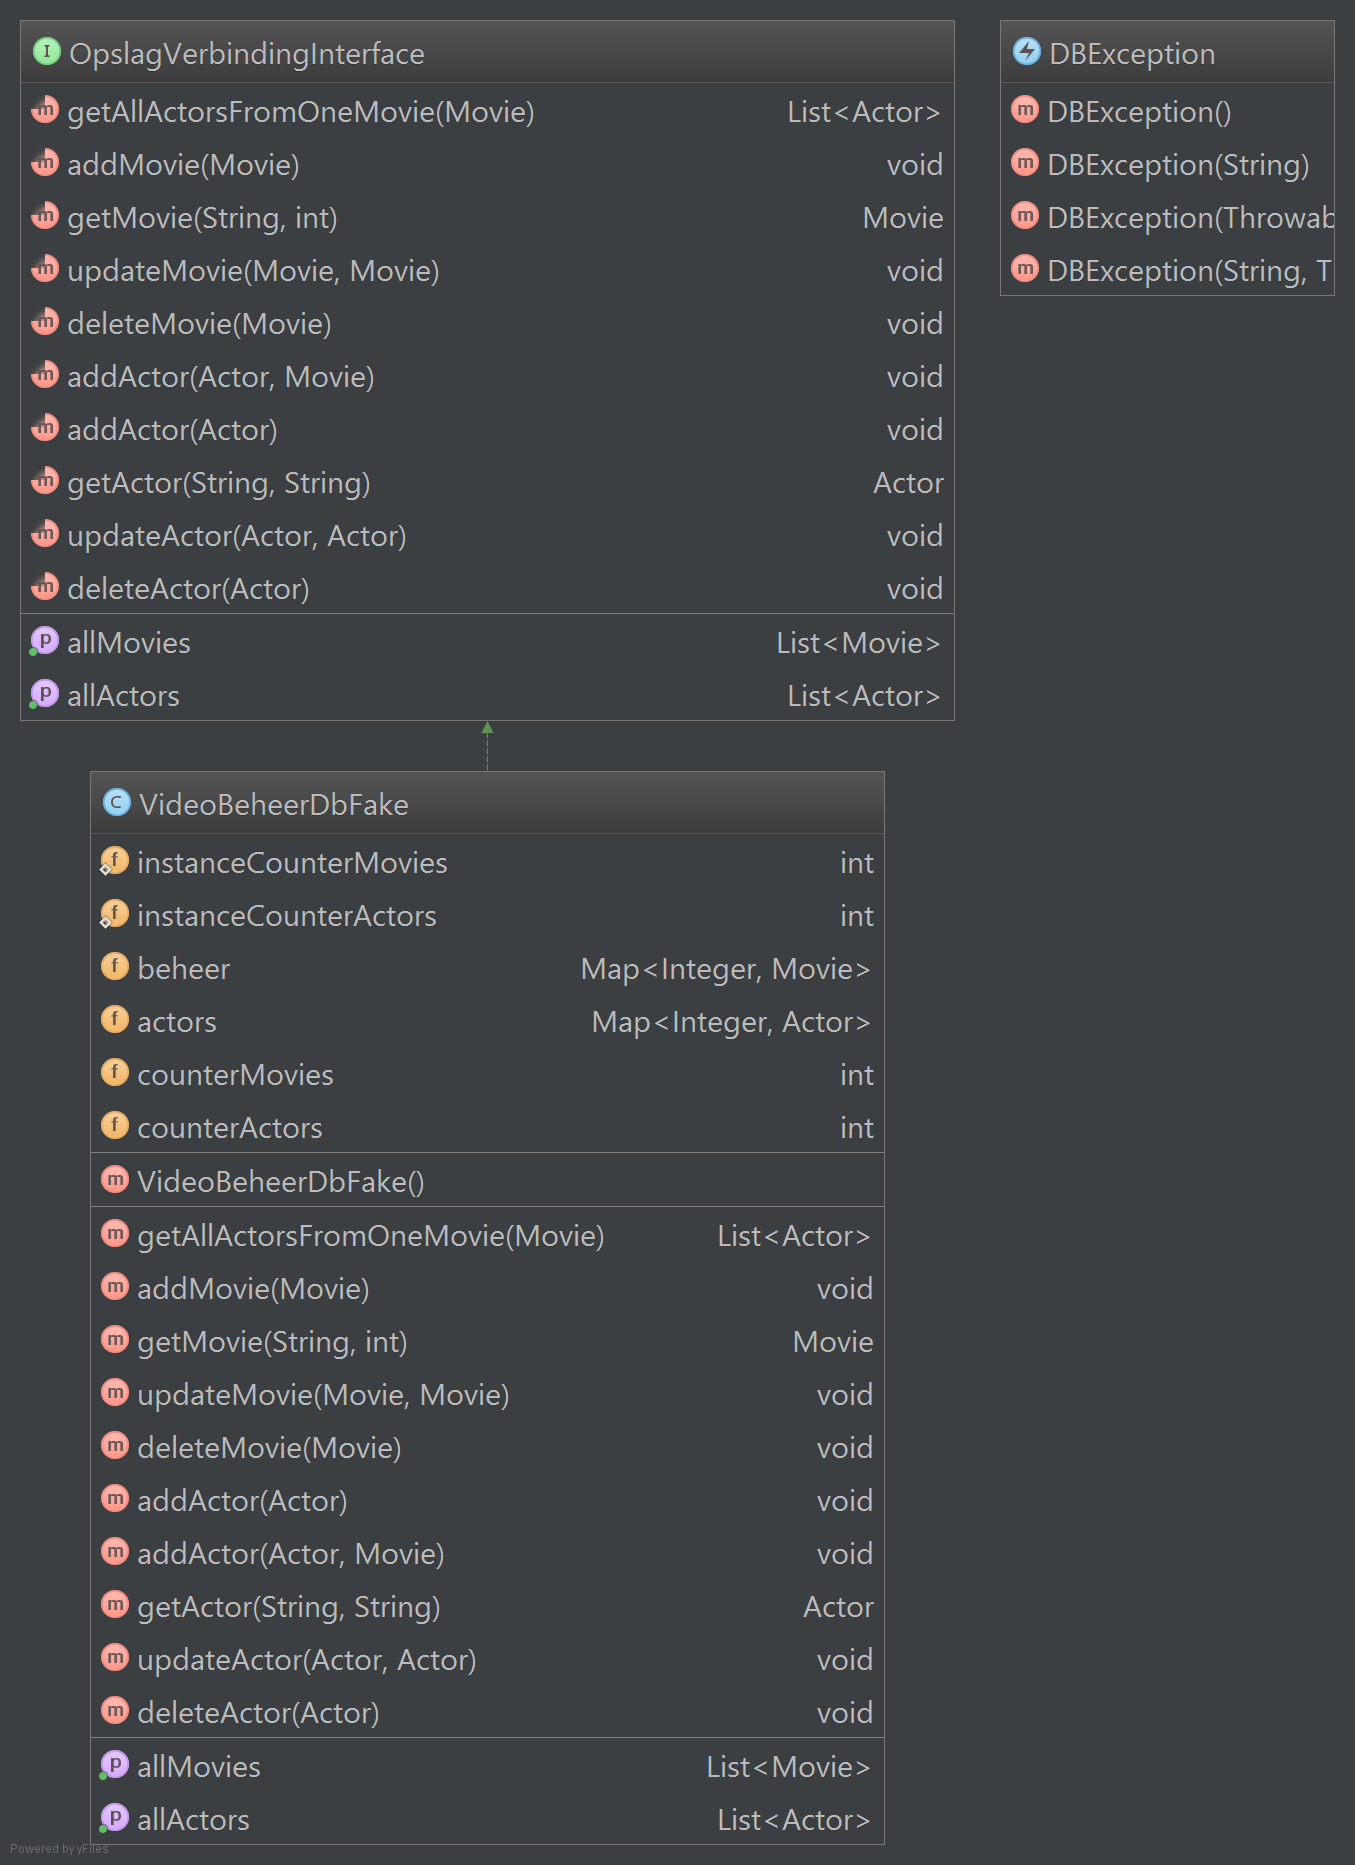 OpslagVerbindingInterface
getAllActorsFromOneMovie(Movie) List<Actor>
addMovie(Movie) void
getMovie(String, int) Movie
updateMovie(Movie, Movie) void
deleteMovie(Movie) void
addActor(Actor, Movie) void
addActor(Actor) void
getActor(String, String) Actor
updateActor(Actor, Actor) void
deleteActor(Actor) void
allMovies List<Movie>
allActors List<Actor>
DBException
DBException()
DBException(String)
DBException(Throwab
DBException(String, T
VideoBeheerDbFake
instanceCounterMovies int
instanceCounterActors int
beheer Map<Integer, Movie>
actors Map<Integer, Actor>
counterMovies int
counterActors int
VideoBeheerDbFake()
getAllActorsFromOneMovie(Movie) List<Actor>
addMovie(Movie) void
getMovie(String, int) Movie
updateMovie(Movie, Movie) void
deleteMovie(Movie) void
addActor(Actor) void
addActor(Actor, Movie) void
getActor(String, String) Actor
updateActor(Actor, Actor) void
deleteActor(Actor) void
allMovies List<Movie>
allActors List<Actor>
Powered by yFiles